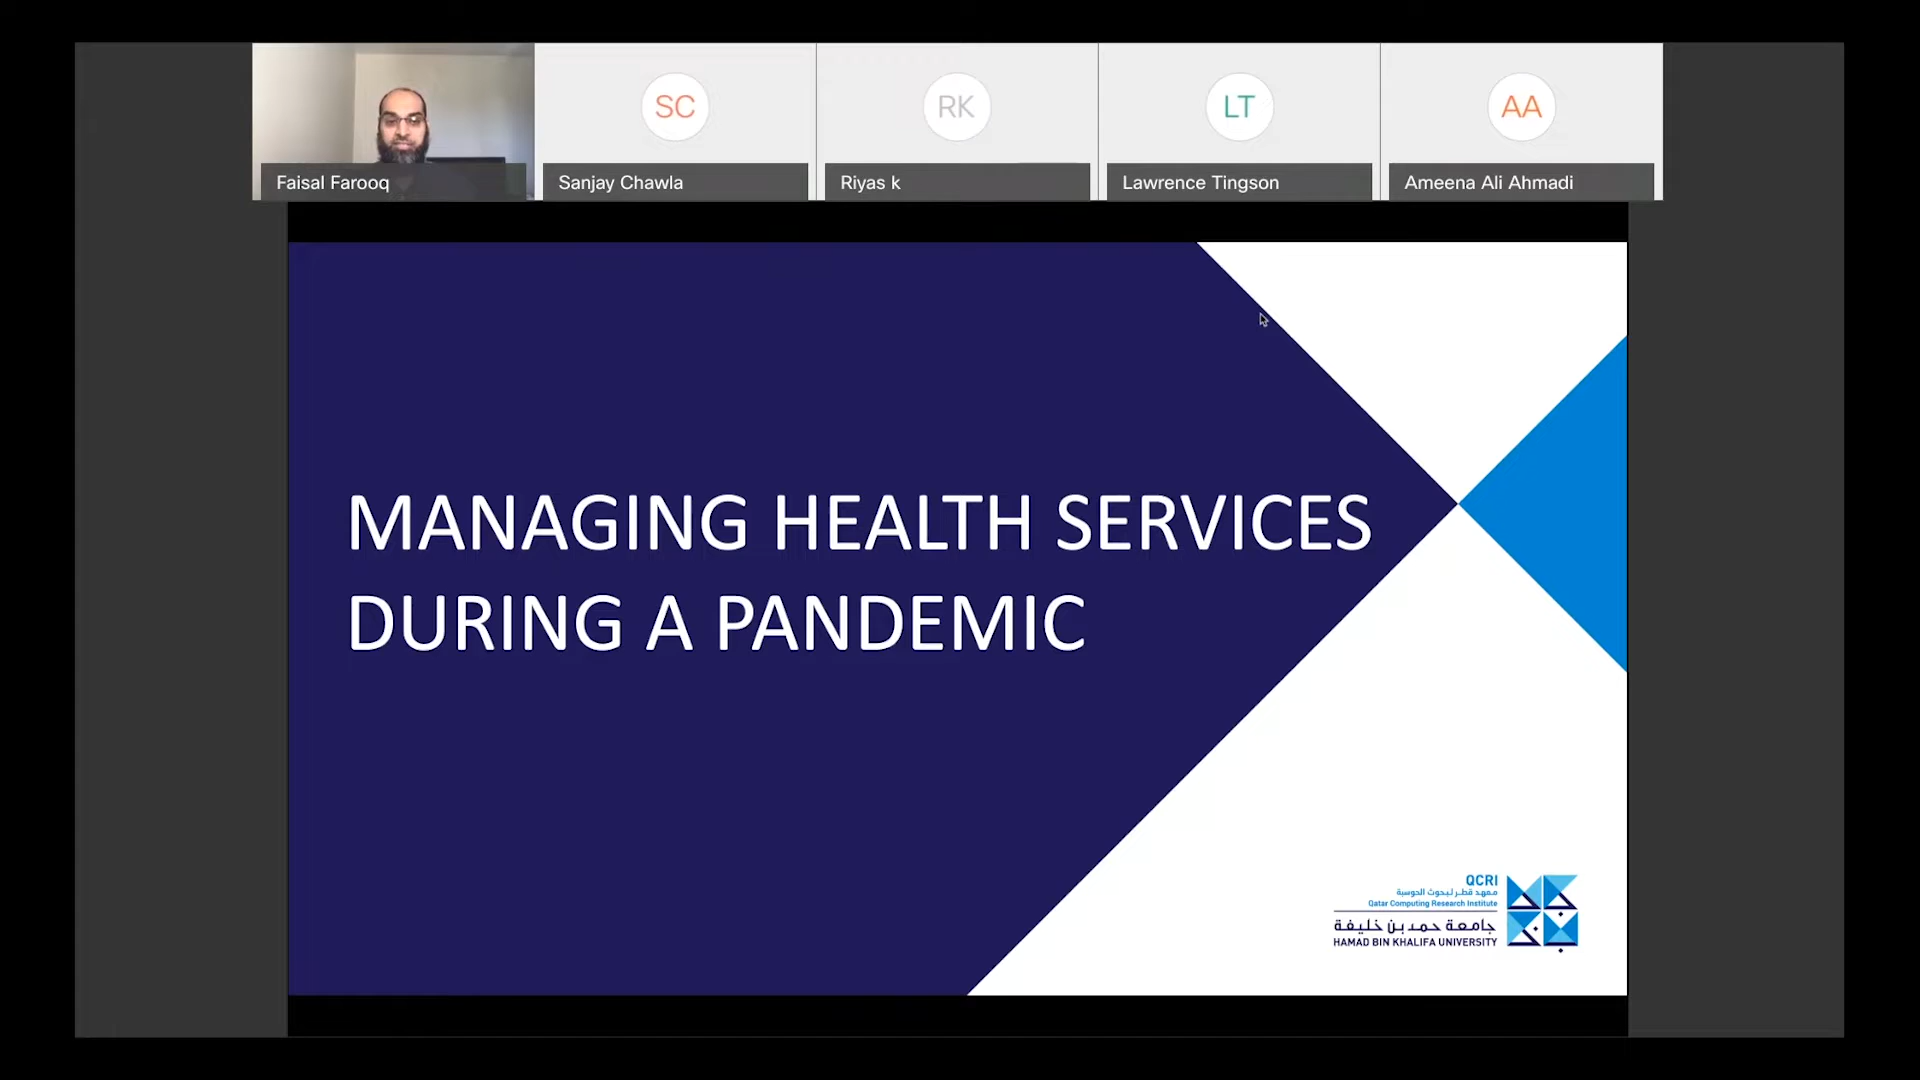 SC
RK
LT
AA
Faisal Farooq
Sanjay Chawla
Riyas k
Lawrence Tingson
Ameena Ali Ahmadi
MANAGING HEALTH SERVICES
DURING A PANDEMIC
QCRI
معهد قطر لبحوث الحوسبة
Qatar Computing Research Institute
جامعة حمد بن خليفة
HAMAD BIN KHALIFA UNIVERSITY